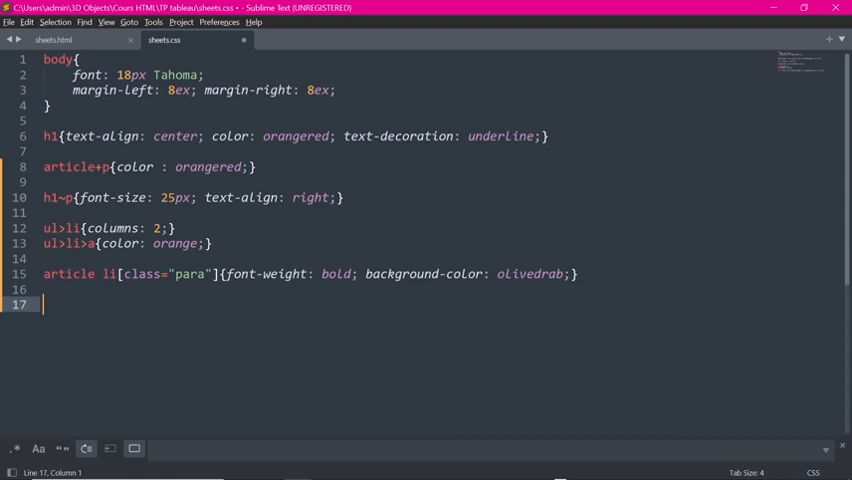 C:\Users\admin\3D Objects\Cours HTML\TP tableau\sheets.css • - Sublime Text (UNREGISTERED)
File Edit Selection Find View Goto Tools Project Preferences Help
sheets.html sheets.css
1 body{
2 font: 18px Tahoma;
3 margin-left: 8ex; margin-right: 8ex;
4 }
5
6 h1{text-align: center; color: orangered; text-decoration: underline;}
7
8 article+p{color : orangered;}
9
10 h1~p{font-size: 25px; text-align: right;}
11
12 ul>li{columns: 2;}
13 ul>li>a{color: orange;}
14
15 article li[class="para"]{font-weight: bold; background-color: olivedrab;}
16
17
.* Aa “”
Line 17, Column 1 Tab Size: 4 CSS